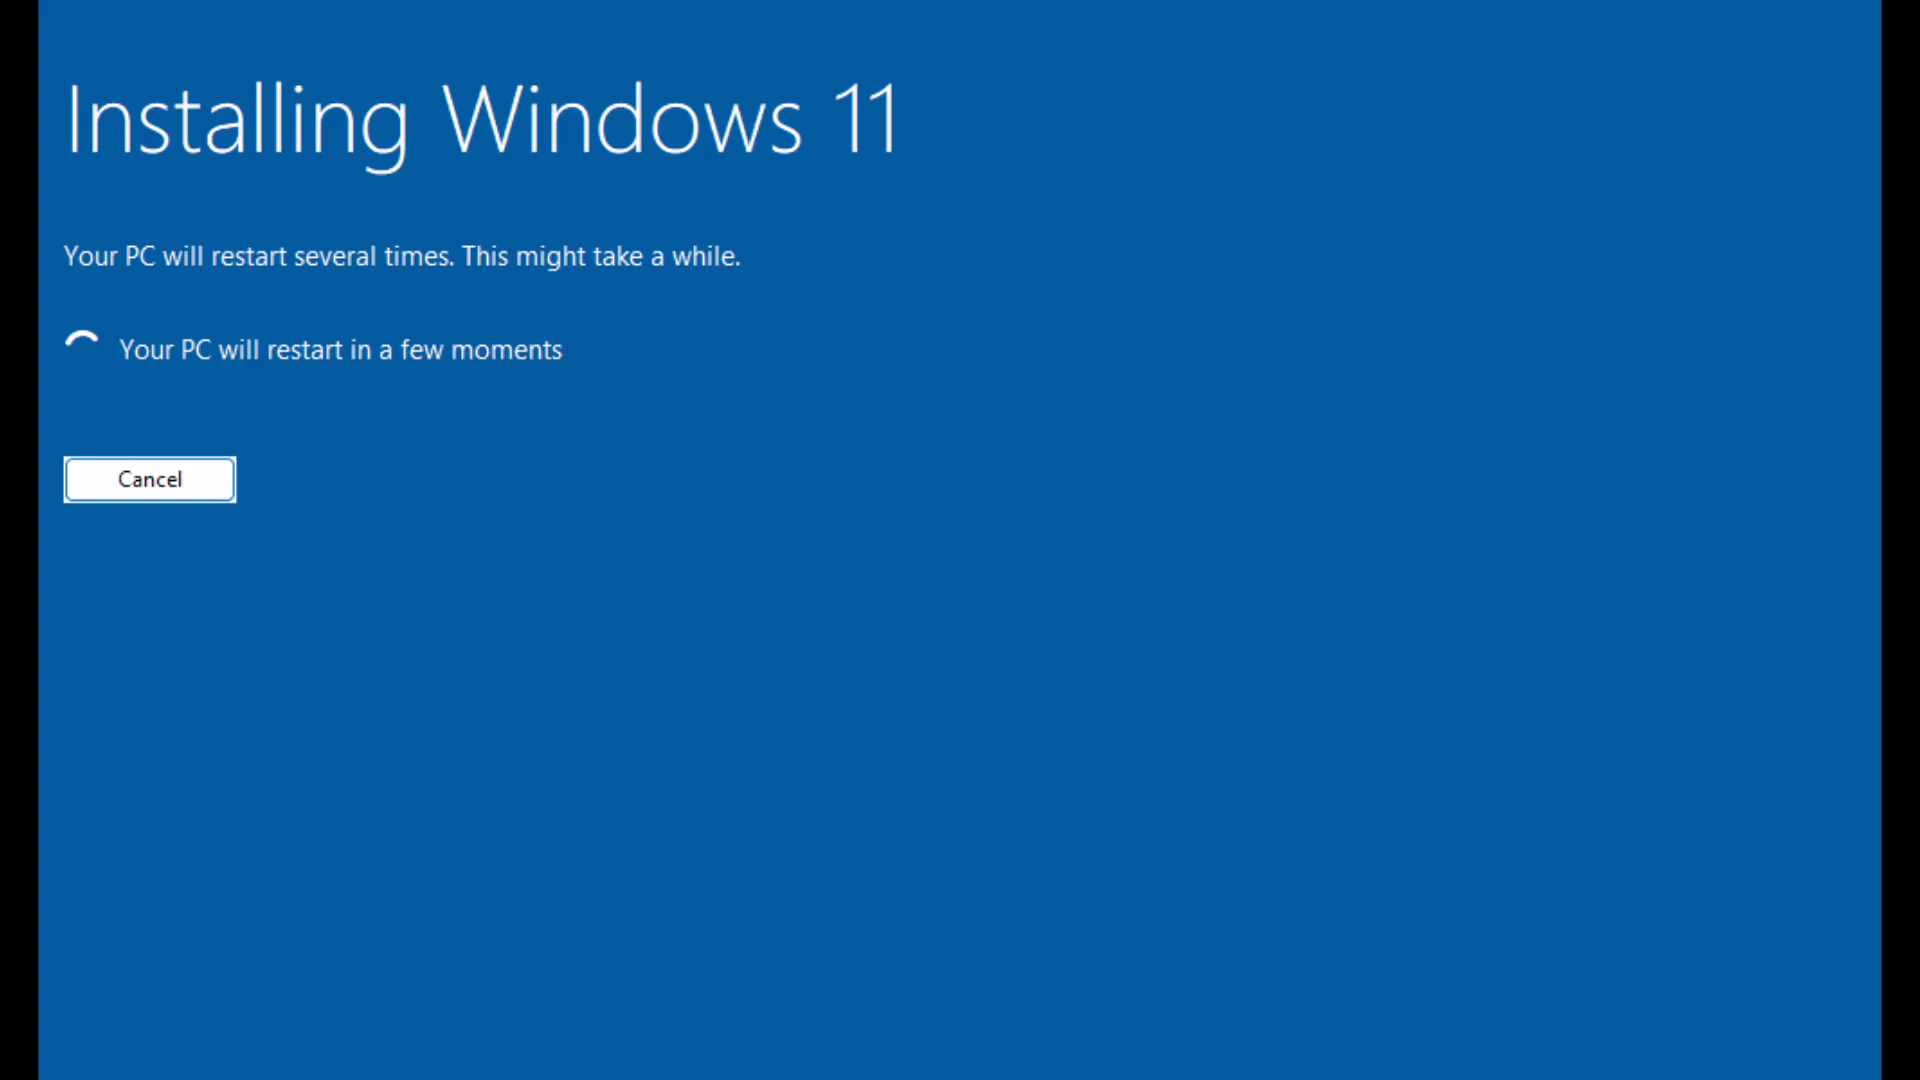 Installing Windows 11
Your PC will restart several times. This might take a while.
Your PC will restart in a few moments
Cancel